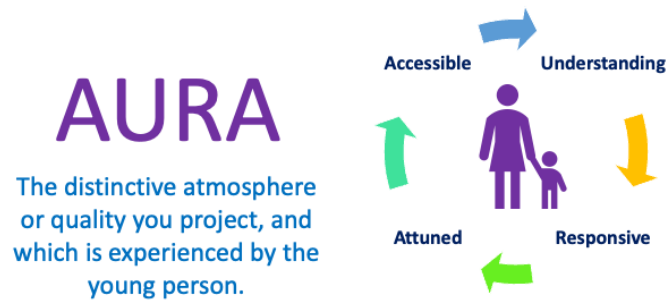 AURA
The distinctive atmosphere
or quality you project, and
which is experienced by the
young person.
Accessible
Understanding
Attuned
Responsive